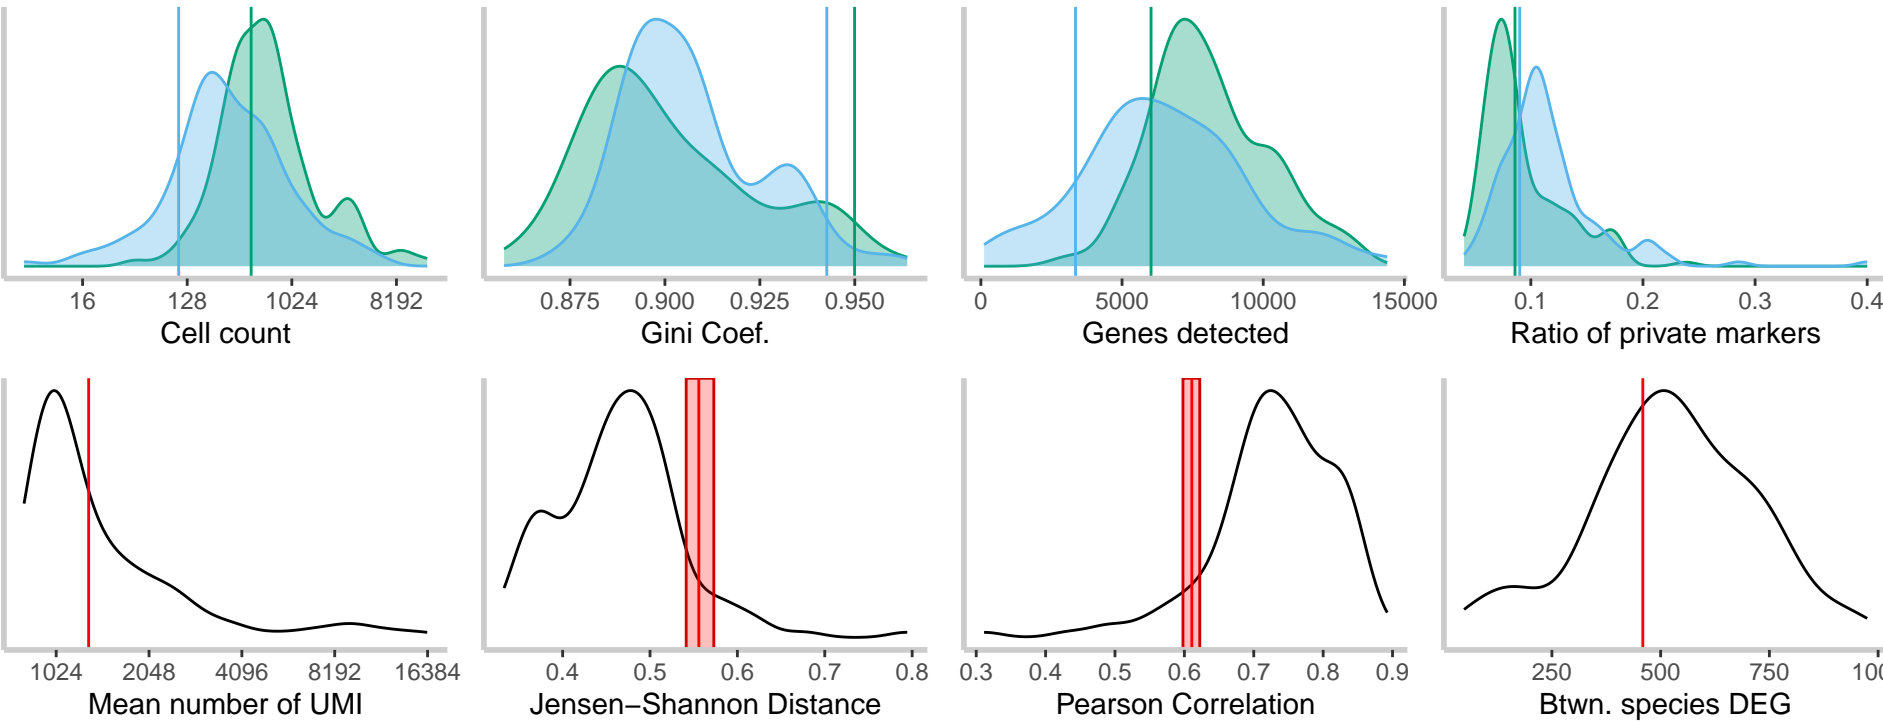 16 128 1024 8192
Cell count
0.875 0.900 0.925 0.950
Gini Coef.
0 5000 10000 15000
Genes detected
0.1 0.2 0.3 0.4
Ratio of private markers
1024 2048 4096 8192 16384
Mean number of UMI
0.4 0.5 0.6 0.7 0.8
Jensen−Shannon Distance
0.3 0.4 0.5 0.6 0.7 0.8 0.9
Pearson Correlation
250 500 750
Btwn. species DEG